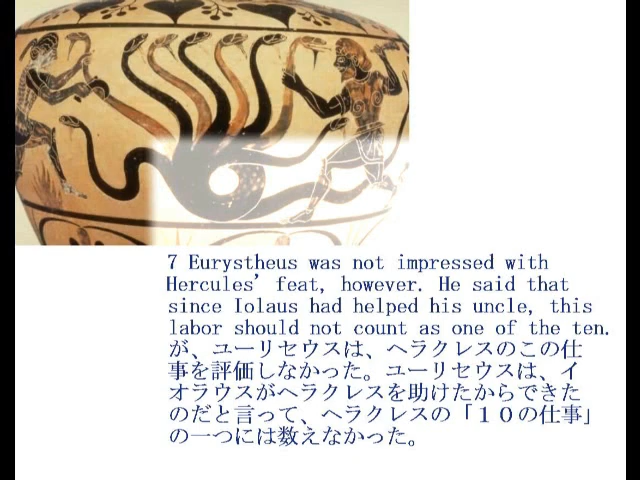 7 Eurystheus was not impressed with
Hercules’ feat, however. He said that
since Iolaus had helped his uncle, this
labor should not count as one of the ten.
が、ユーリセウスは、ヘラクレスのこの仕
事を評価しなかった。ユーリセウスは、イ
オラウスがヘラクレスを助けたからできた
のだと言って、ヘラクレスの「１０の仕事」
の一つには数えなかった。